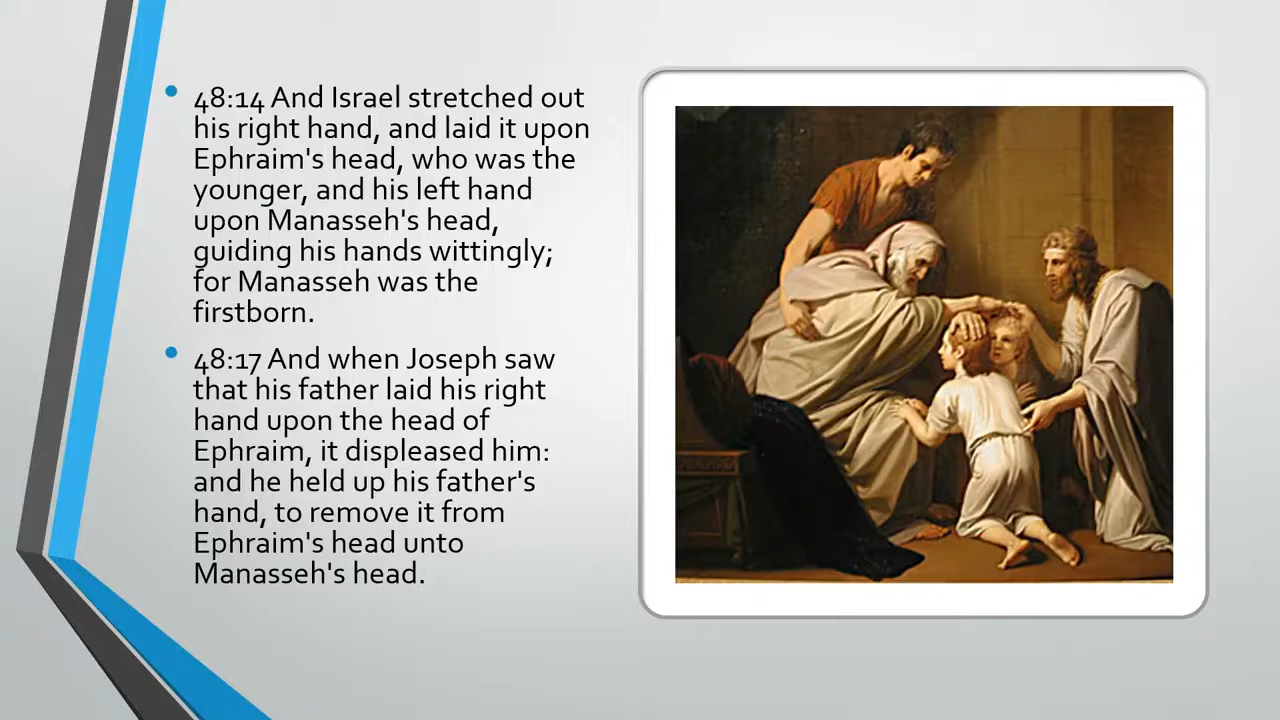 48:14 And Israel stretched out
his right hand, and laid it upon
Ephraim's head, who was the
younger, and his left hand
upon Manasseh's head,
guiding his hands wittingly;
for Manasseh was the
firstborn.
48:17 And when Joseph saw
that his father laid his right
hand upon the head of
Ephraim, it displeased him:
and he held up his father's
hand, to remove it from
Ephraim's head unto
Manasseh's head.